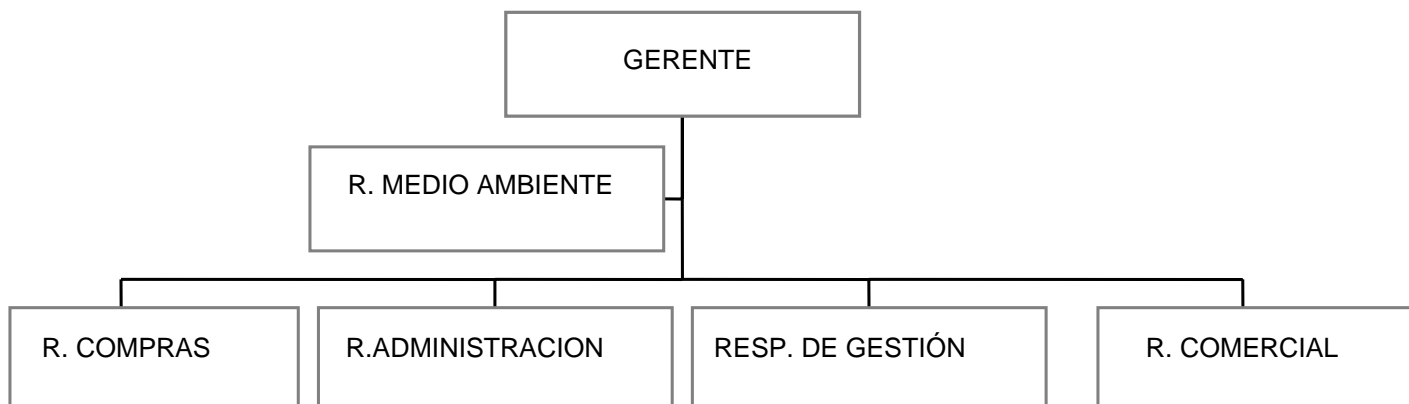 GERENTE
R. MEDIO AMBIENTE
R. COMPRAS
R.ADMINISTRACION
RESP. DE GESTIÓN
R. COMERCIAL